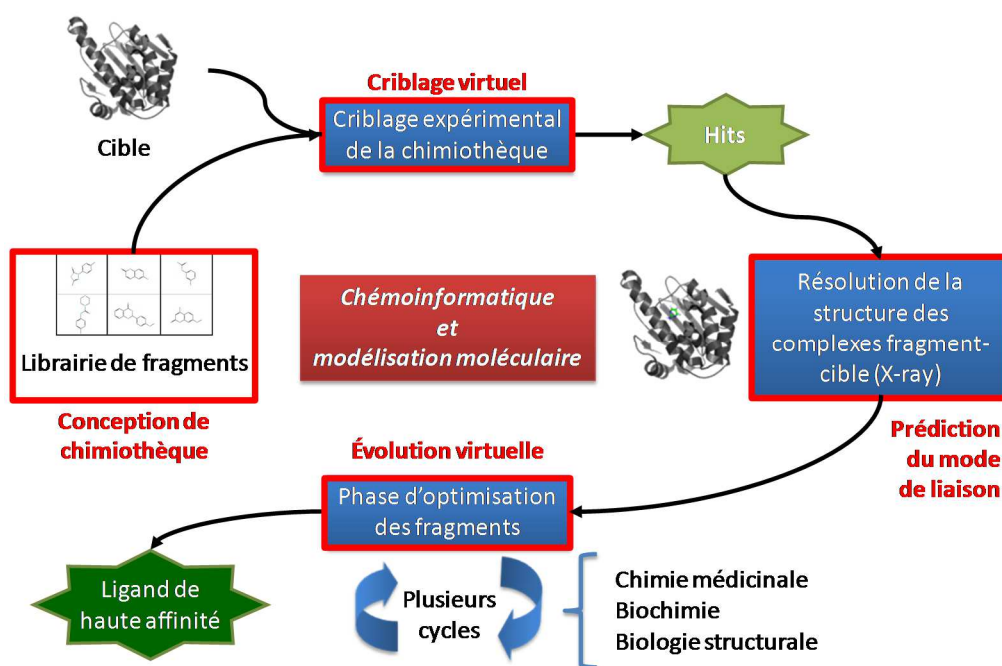 Cible
Criblage virtuel
Criblage expérimental
de la chimiothèque
Hits
Librairie de fragments
Conception de
chimiothèque
Chémoinformatique
et
modélisation moléculaire
Résolution de la
structure des
complexes fragment-
cible (X-ray)
Prédiction
du mode
de liaison
Évolution virtuelle
Phase d'optimisation
des fragments
Ligand de
haute affinité
Plusieurs
cycles
Chimie médicinale
Biochimie
Biologie structurale